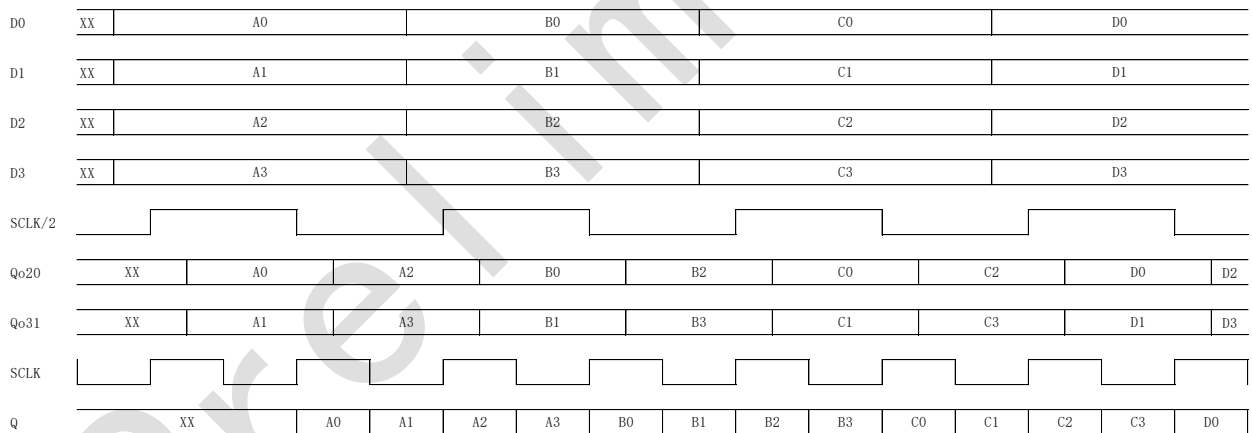 D0 XX A0 B0 C0 D0
D1 XX A1 B1 C1 D1
D2 XX A2 B2 C2 D2
D3 XX A3 B3 C3 D3
SCLK/2
Qo20 XX A0 A2 B0 B2 C0 C2 D0 D2
Qo31 XX A1 A3 B1 B3 C1 C3 D1 D3
SCLK
Q XX A0 A1 A2 A3 B0 B1 B2 B3 C0 C1 C2 C3 D0
Prelim